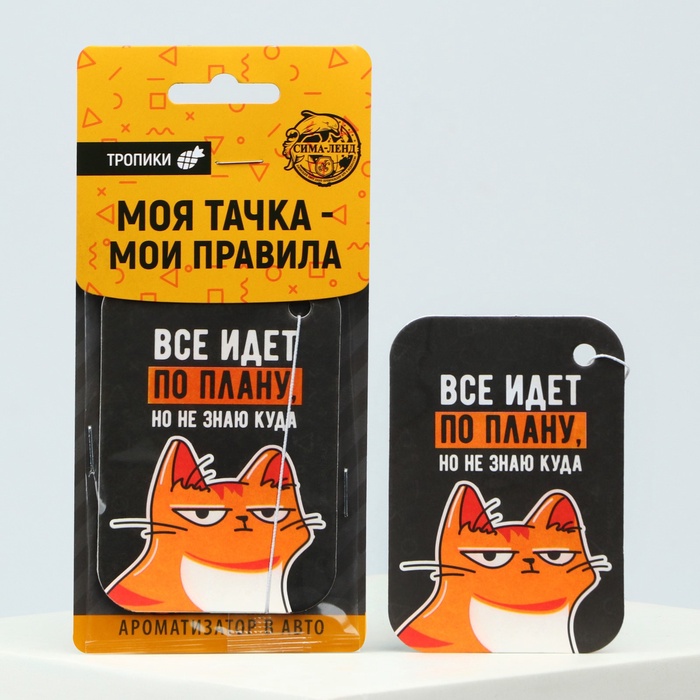 ТРОПИКИ
СИМА-ЛЕНД
МОЯ ТАЧКА -
МОИ ПРАВИЛА
ВСЕ ИДЕТ
ПО ПЛАНУ,
НО НЕ ЗНАЮ КУДА
АРОМАТИЗАТОР В АВТО
ВСЕ ИДЕТ
ПО ПЛАНУ,
НО НЕ ЗНАЮ КУДА